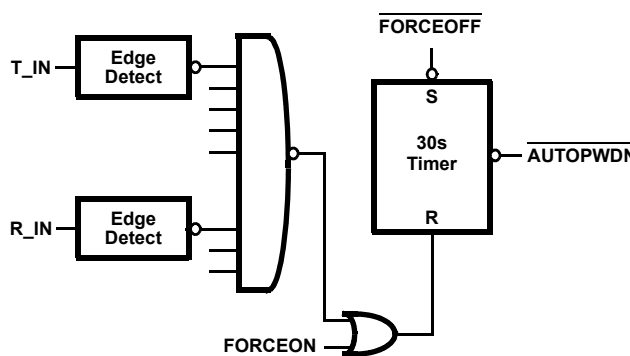 FORCEOFF
T_IN
Edge
Detect
S
30s
Timer
AUTOPWDN
R
R_IN
Edge
Detect
FORCEON